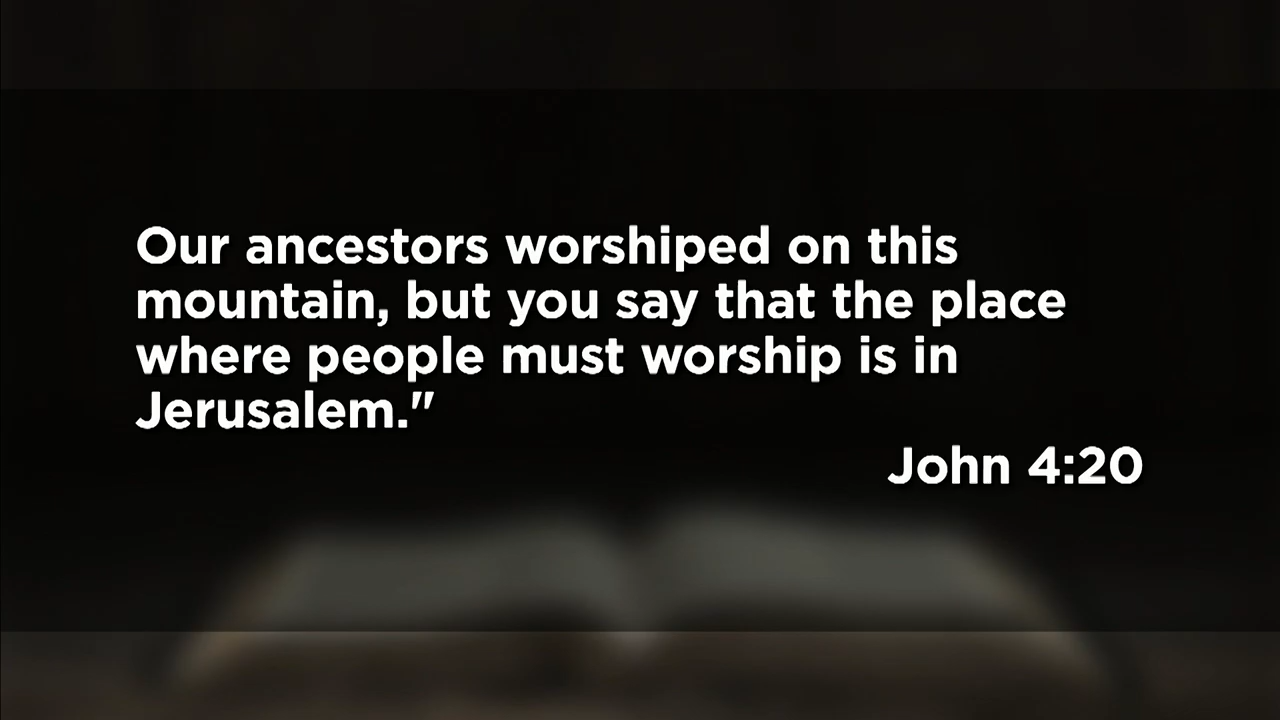 Our ancestors worshiped on this
mountain, but you say that the place
where people must worship is in
Jerusalem."
John 4:20